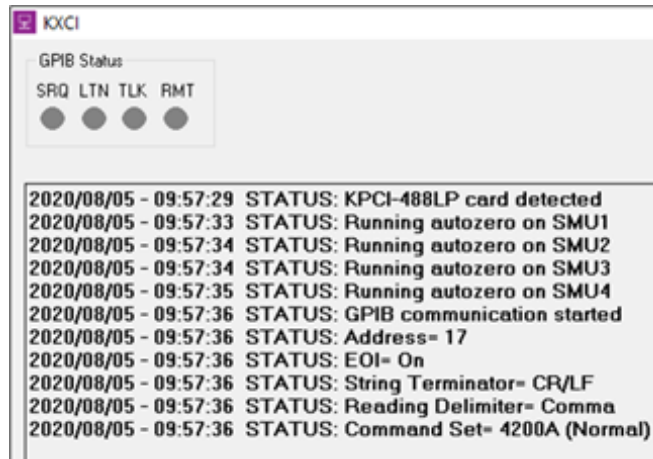 KXCI
GPIB Status
SRQ LTN TLK RMT
2020/08/05 - 09:57:29 STATUS: KPCI-488LP card detected
2020/08/05 - 09:57:33 STATUS: Running autozero on SMU1
2020/08/05 - 09:57:34 STATUS: Running autozero on SMU2
2020/08/05 - 09:57:34 STATUS: Running autozero on SMU3
2020/08/05 - 09:57:35 STATUS: Running autozero on SMU4
2020/08/05 - 09:57:36 STATUS: GPIB communication started
2020/08/05 - 09:57:36 STATUS: Address= 17
2020/08/05 - 09:57:36 STATUS: EOI= On
2020/08/05 - 09:57:36 STATUS: String Terminator= CR/LF
2020/08/05 - 09:57:36 STATUS: Reading Delimiter= Comma
2020/08/05 - 09:57:36 STATUS: Command Set= 4200A (Normal)